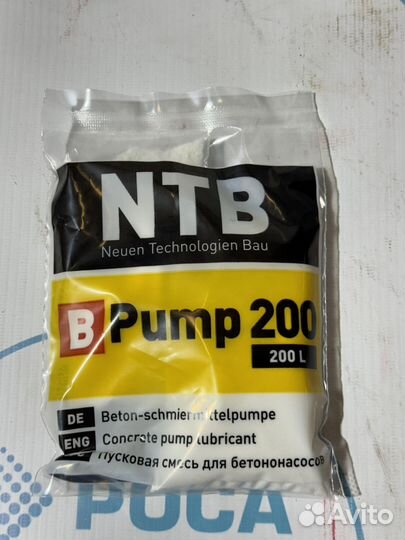 NTB
Neuen Technologien Bau
B Pump 200
200 L
DE Beton-schmiermittelpumpe
ENG Concrete pump lubricant
Пусковая смесь для бетононасосов
РОСА
Avito